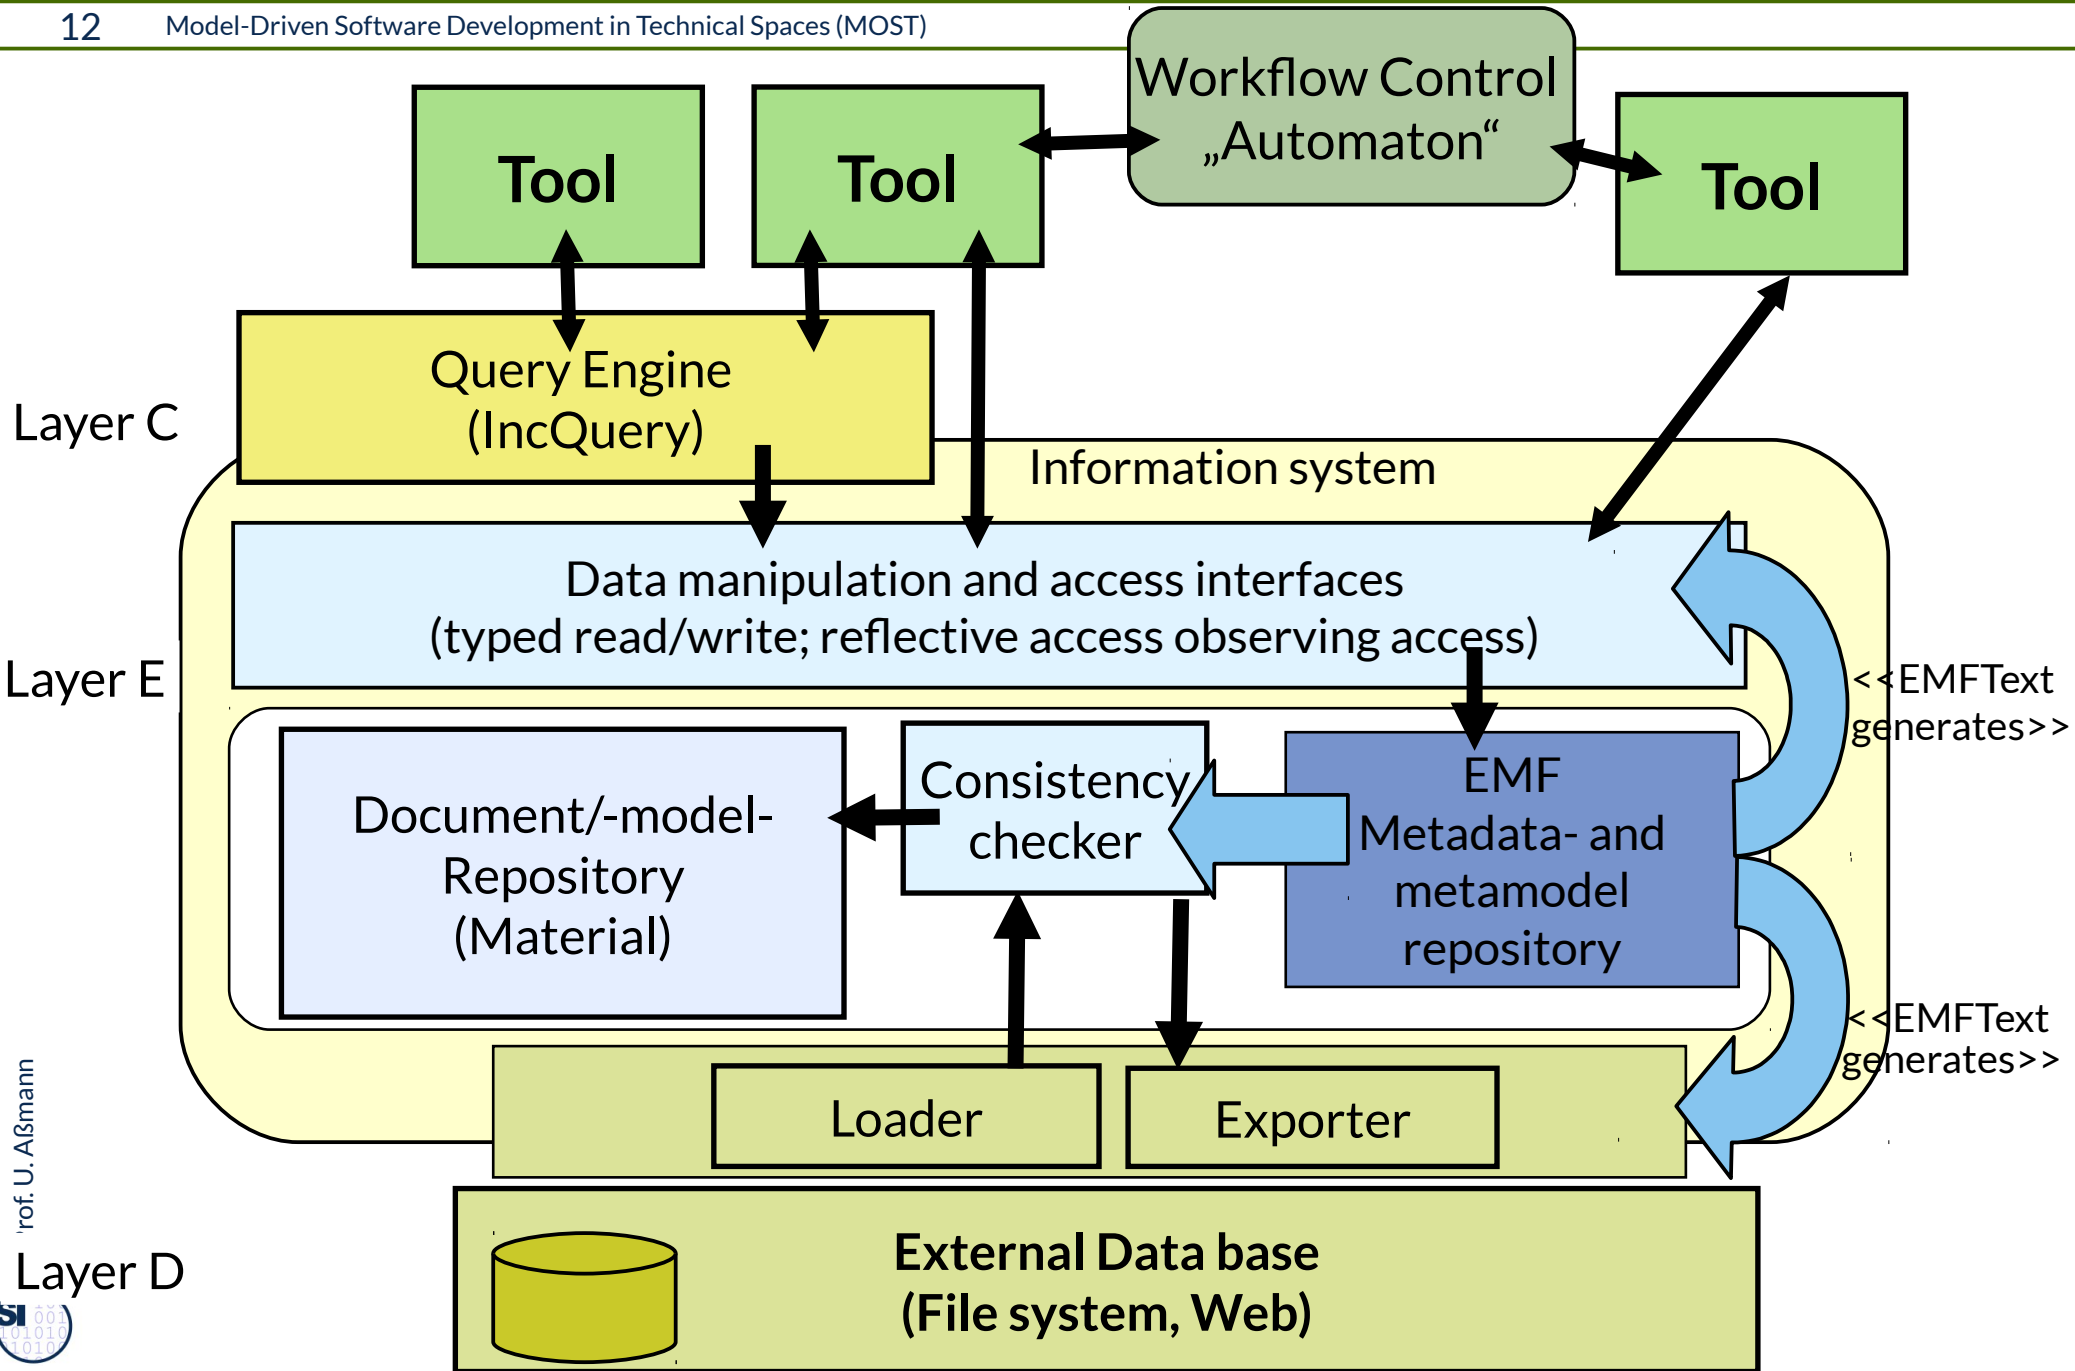 12 Model-Driven Software Development in Technical Spaces (MOST)
Workflow Control
„Automaton“
Tool
Tool
Tool
Query Engine
(IncQuery)
Layer C
Information system
Data manipulation and access interfaces
(typed read/write; reflective access observing access)
Layer E
<<EMFText
generates>>
Document/-model-
Repository
(Material)
Consistency
checker
EMF
Metadata- and
metamodel
repository
<<EMFText
generates>>
Loader
Exporter
rof. U. Aßmann
Layer D
External Data base
(File system, Web)